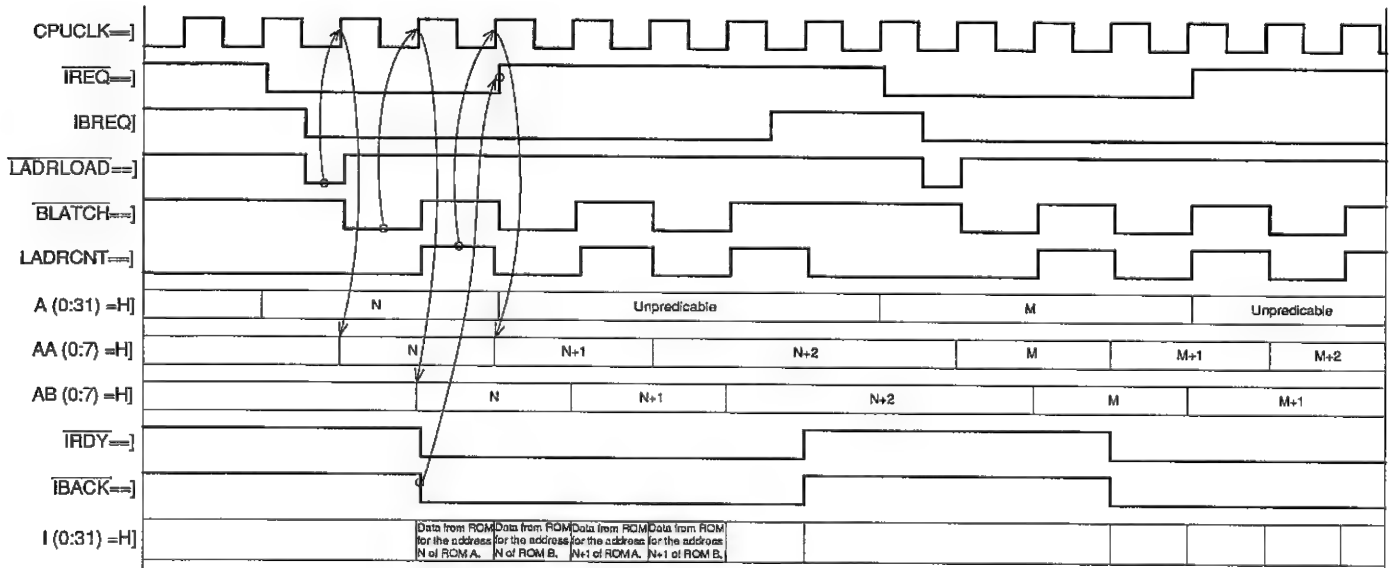 CPUCLK==]
IREQ==]
IBREQ]
LADRLOAD==]
BLATCH==]
LADRCNT==]
A (0:31) =H] N Unpredicable M Unpredicable
AA (0:7) =H] N N+1 N+2 M M+1 M+2
AB (0:7) =H] N N+1 N+2 M M+1
IRDY==]
IBACK==]
I (0:31) =H]
Data from ROM
for the address
N of ROM A.
Data from ROM
for the address
N of ROM B.
Data from ROM
for the address
N+1 of ROM A.
Data from ROM
for the address
N+1 of ROM B.